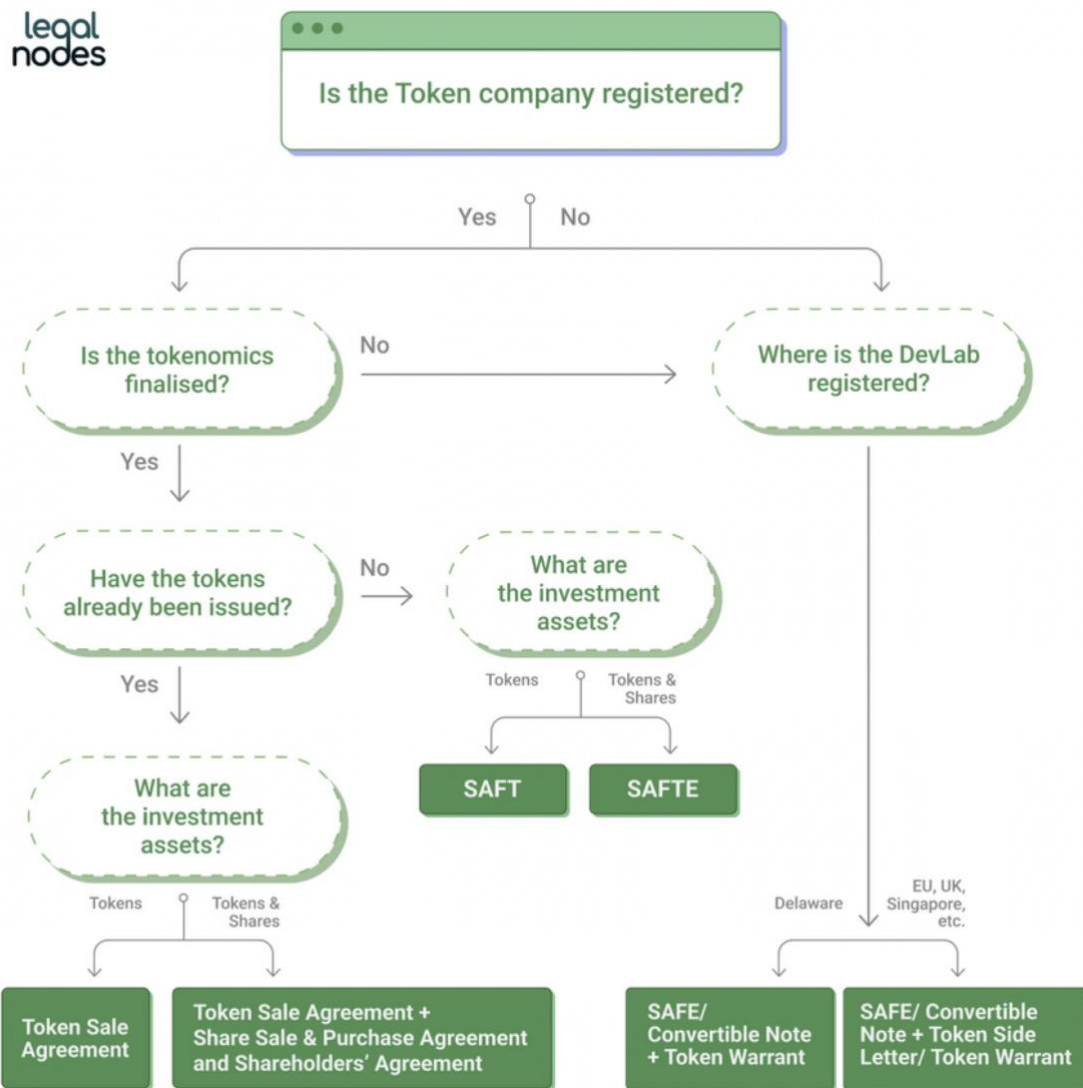 legal
nodes
Is the Token company registered?
Yes
No
Is the tokenomics
finalised?
No
Where is the DevLab
registered?
Yes
Have the tokens
already been issued?
No
What are
the investment
assets?
Yes
Tokens
Tokens &
Shares
SAFT
SAFTE
What are
the investment
assets?
Tokens
Tokens &
Shares
Delaware
EU, UK,
Singapore,
etc.
Token Sale
Agreement
Token Sale Agreement +
Share Sale & Purchase Agreement
and Shareholders’ Agreement
SAFE/
Convertible Note
+ Token Warrant
SAFE/ Convertible
Note + Token Side
Letter/ Token Warrant